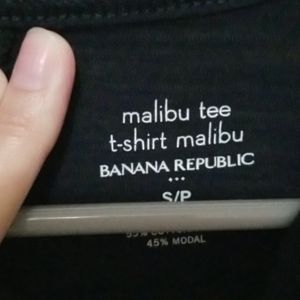 malibu tee
t-shirt malibu
BANANA REPUBLIC
S/P
45% MODAL